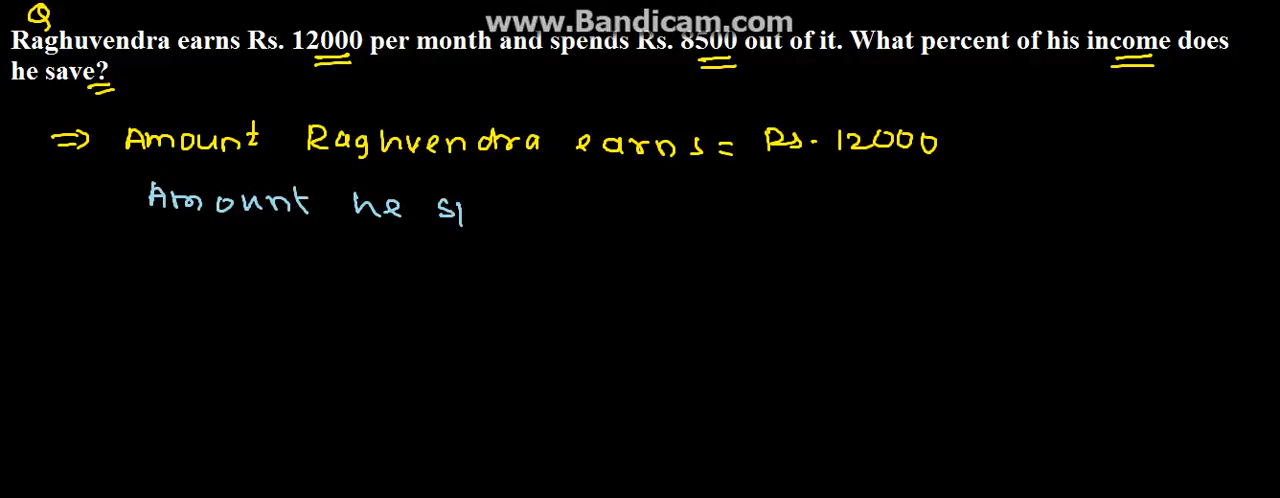 www.Bandicam.com
Q
Raghuvendra earns Rs. 12000 per month and spends Rs. 8500 out of it. What percent of his income does
he save?
⇒ Amount Raghvendra earns = Rs. 12000
Amount he sp